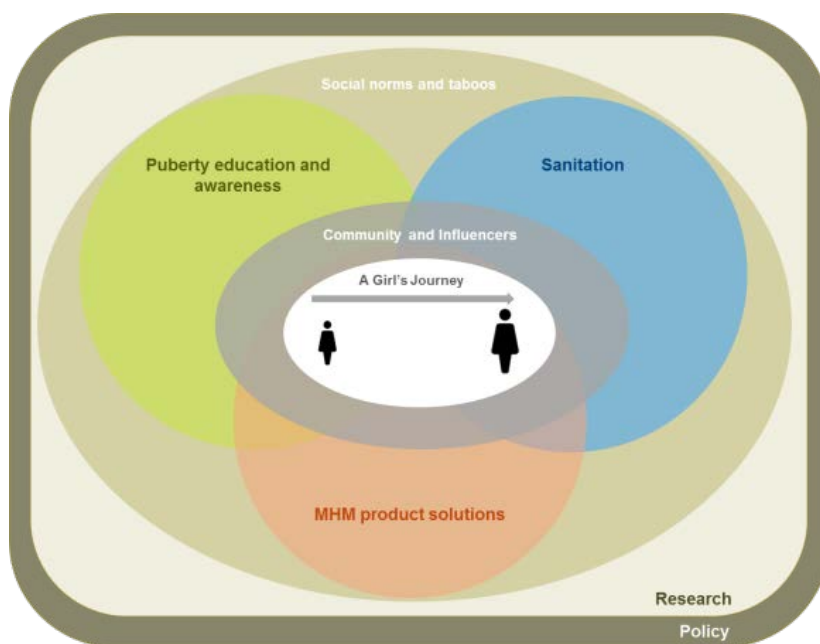 Social norms and taboos
Puberty education and
awareness
Sanitation
Community and Influencers
A Girl's Journey
MHM product solutions
Research
Policy